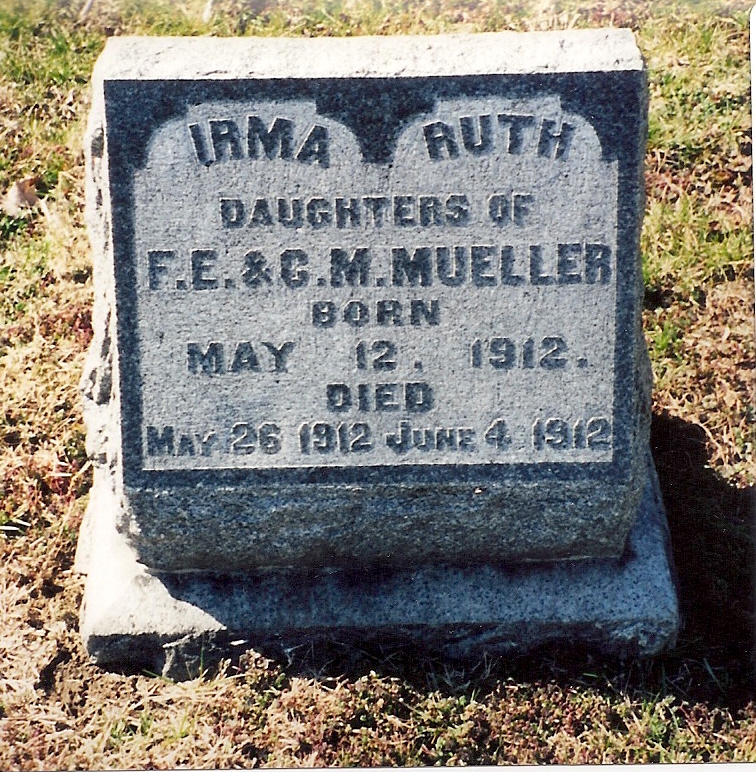 IRMA RUTH
DAUGHTERS OF
F.E. & C.M. MUELLER
BORN
MAY 12. 1912.
DIED
MAY 26 1912 JUNE 4 1912